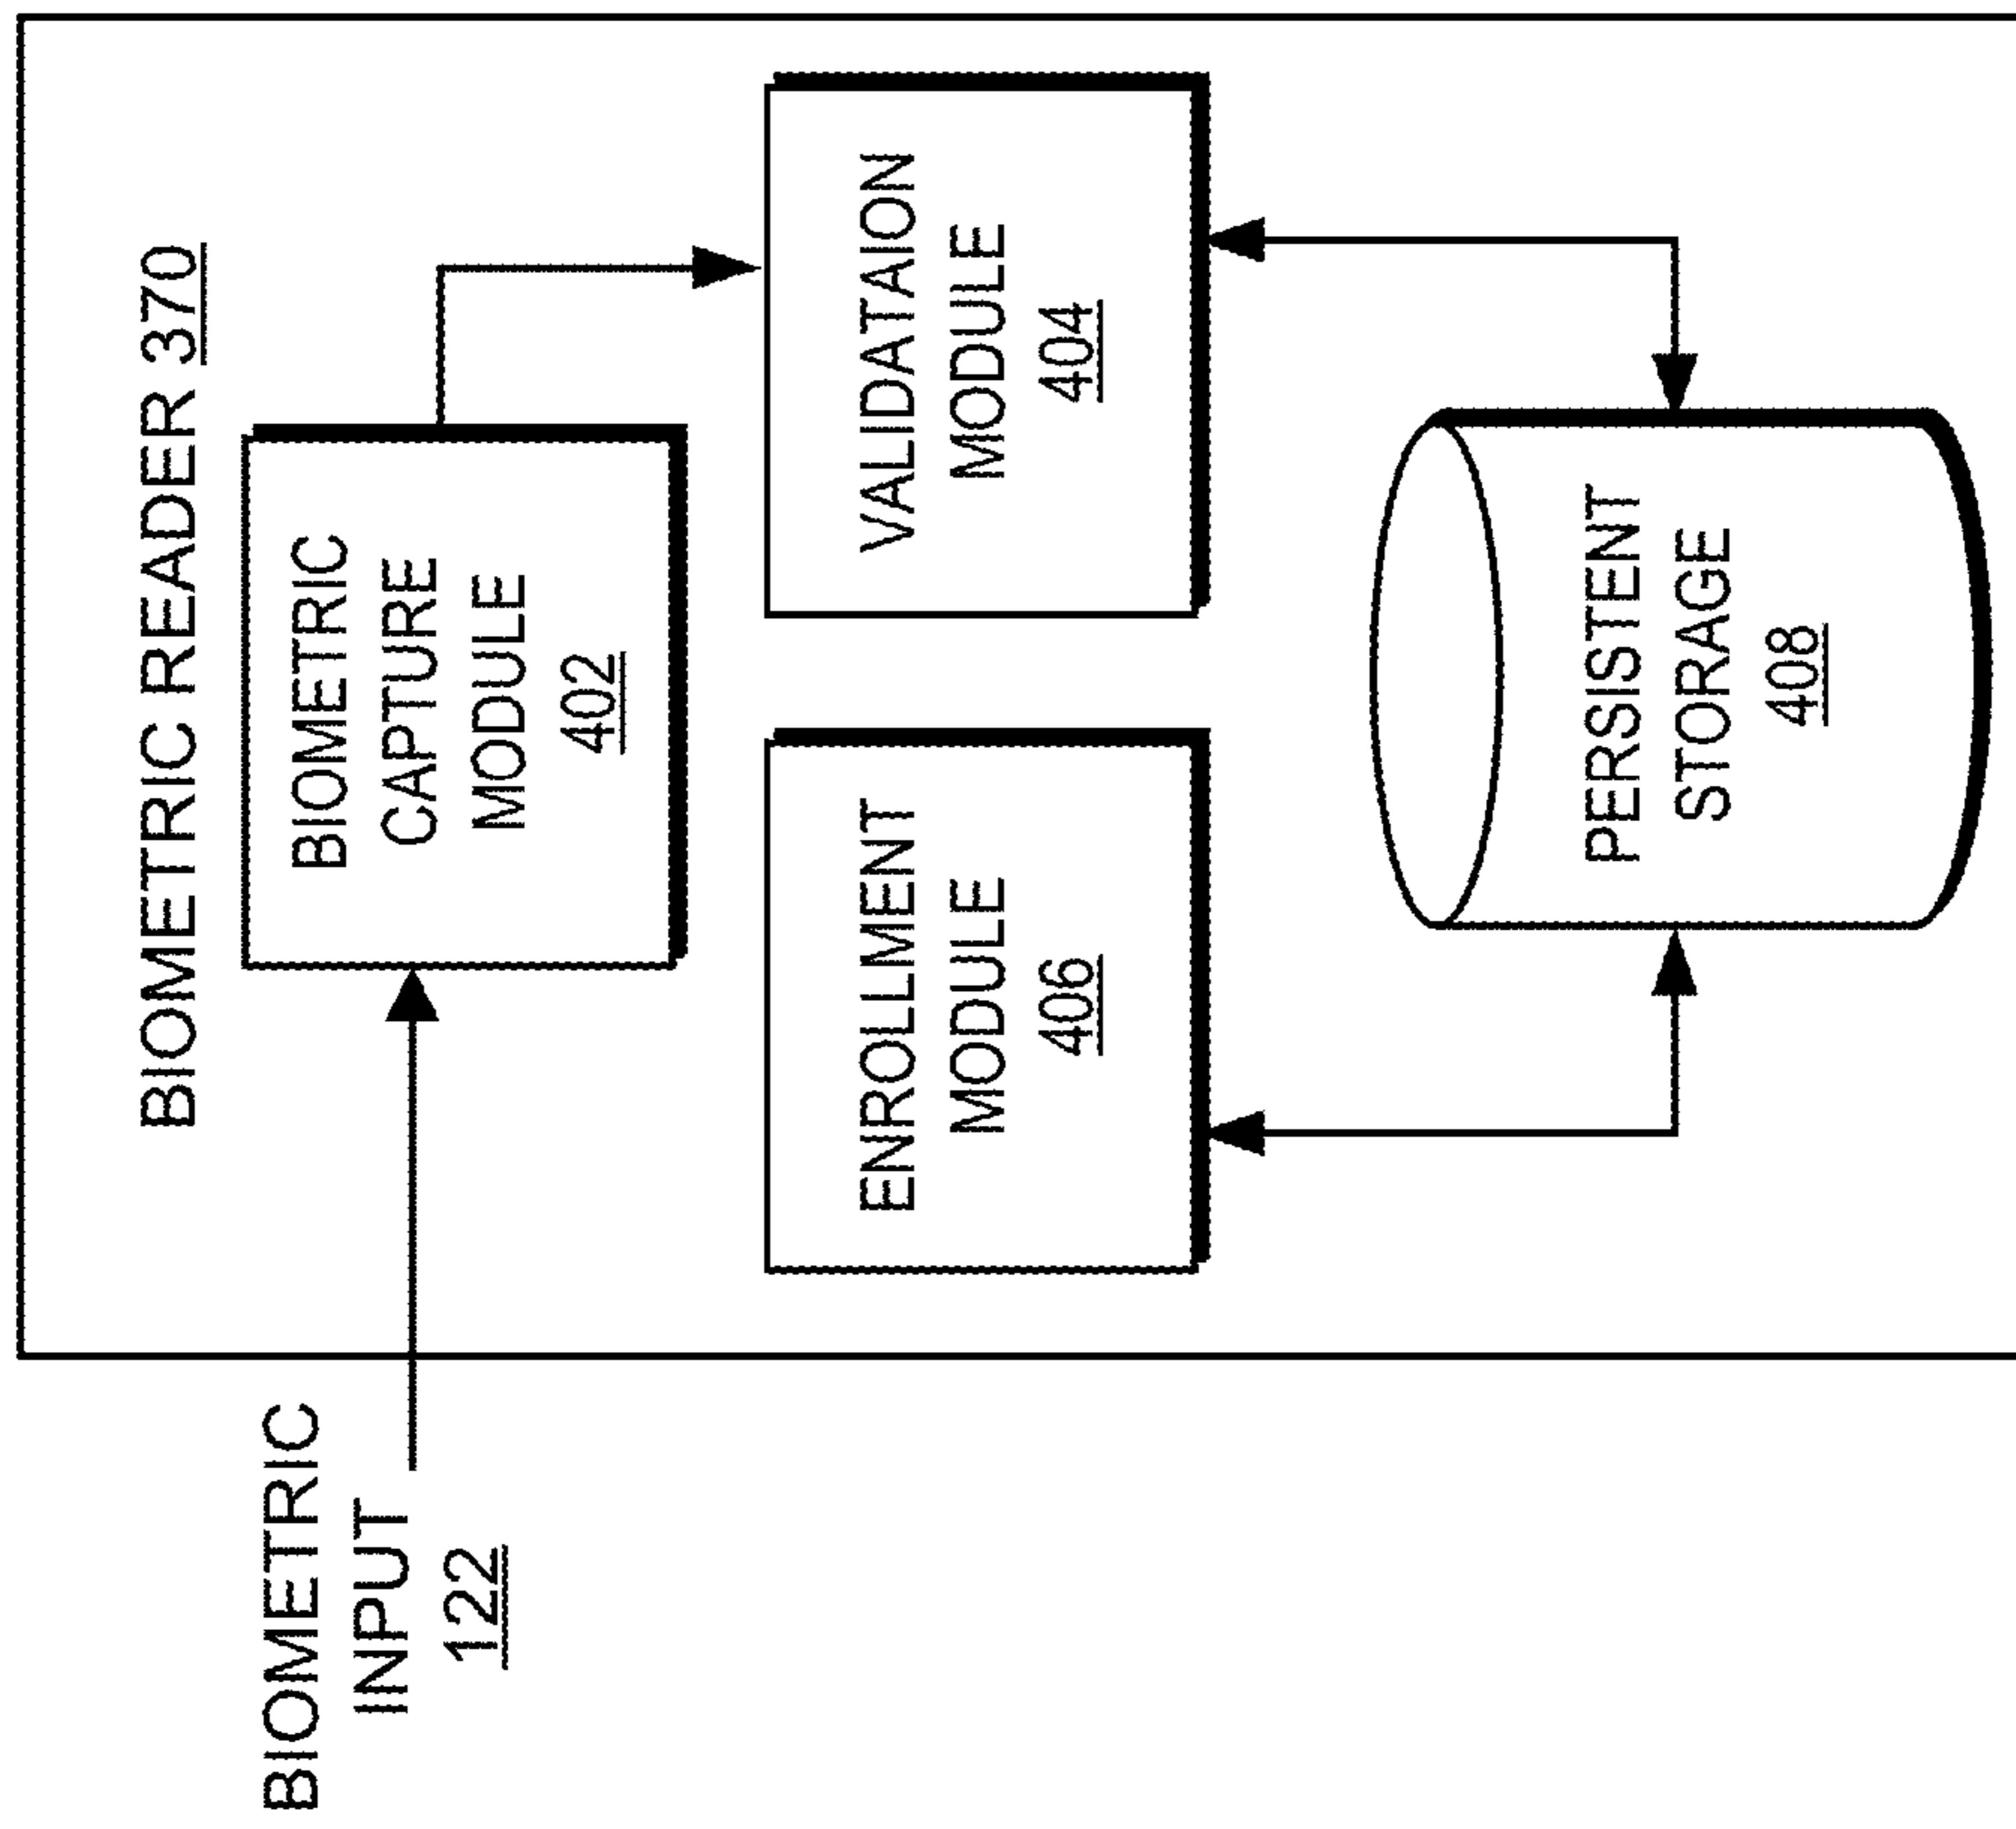 BIOMETRIC READER 370
BIOMETRIC
INPUT
122
BIOMETRIC
CAPTURE
MODULE
402
ENROLLMENT
MODULE
406
VALIDATAION
MODULE
404
PERSISTENT
STORAGE
408